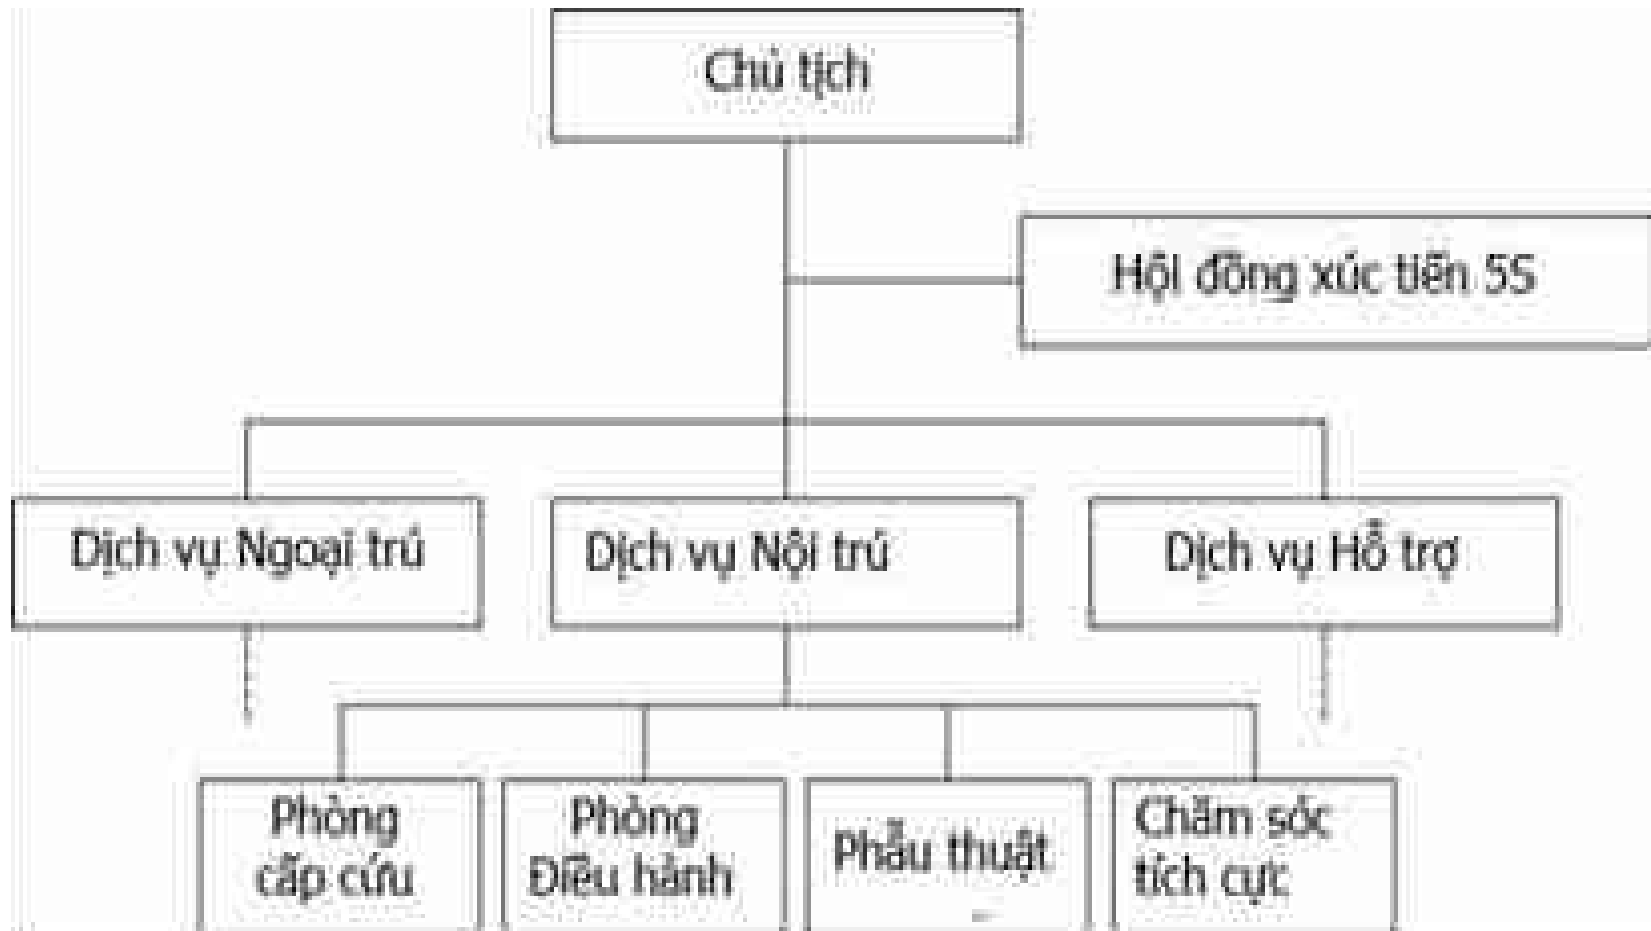 Chủ tịch
Hội đồng xúc tiến 5S
Dịch vụ Ngoại trú
Dịch vụ Nội trú
Dịch vụ Hỗ trợ
Phòng
cấp cứu
Phòng
Điều hành
Phẫu thuật
Chăm sóc
tích cực